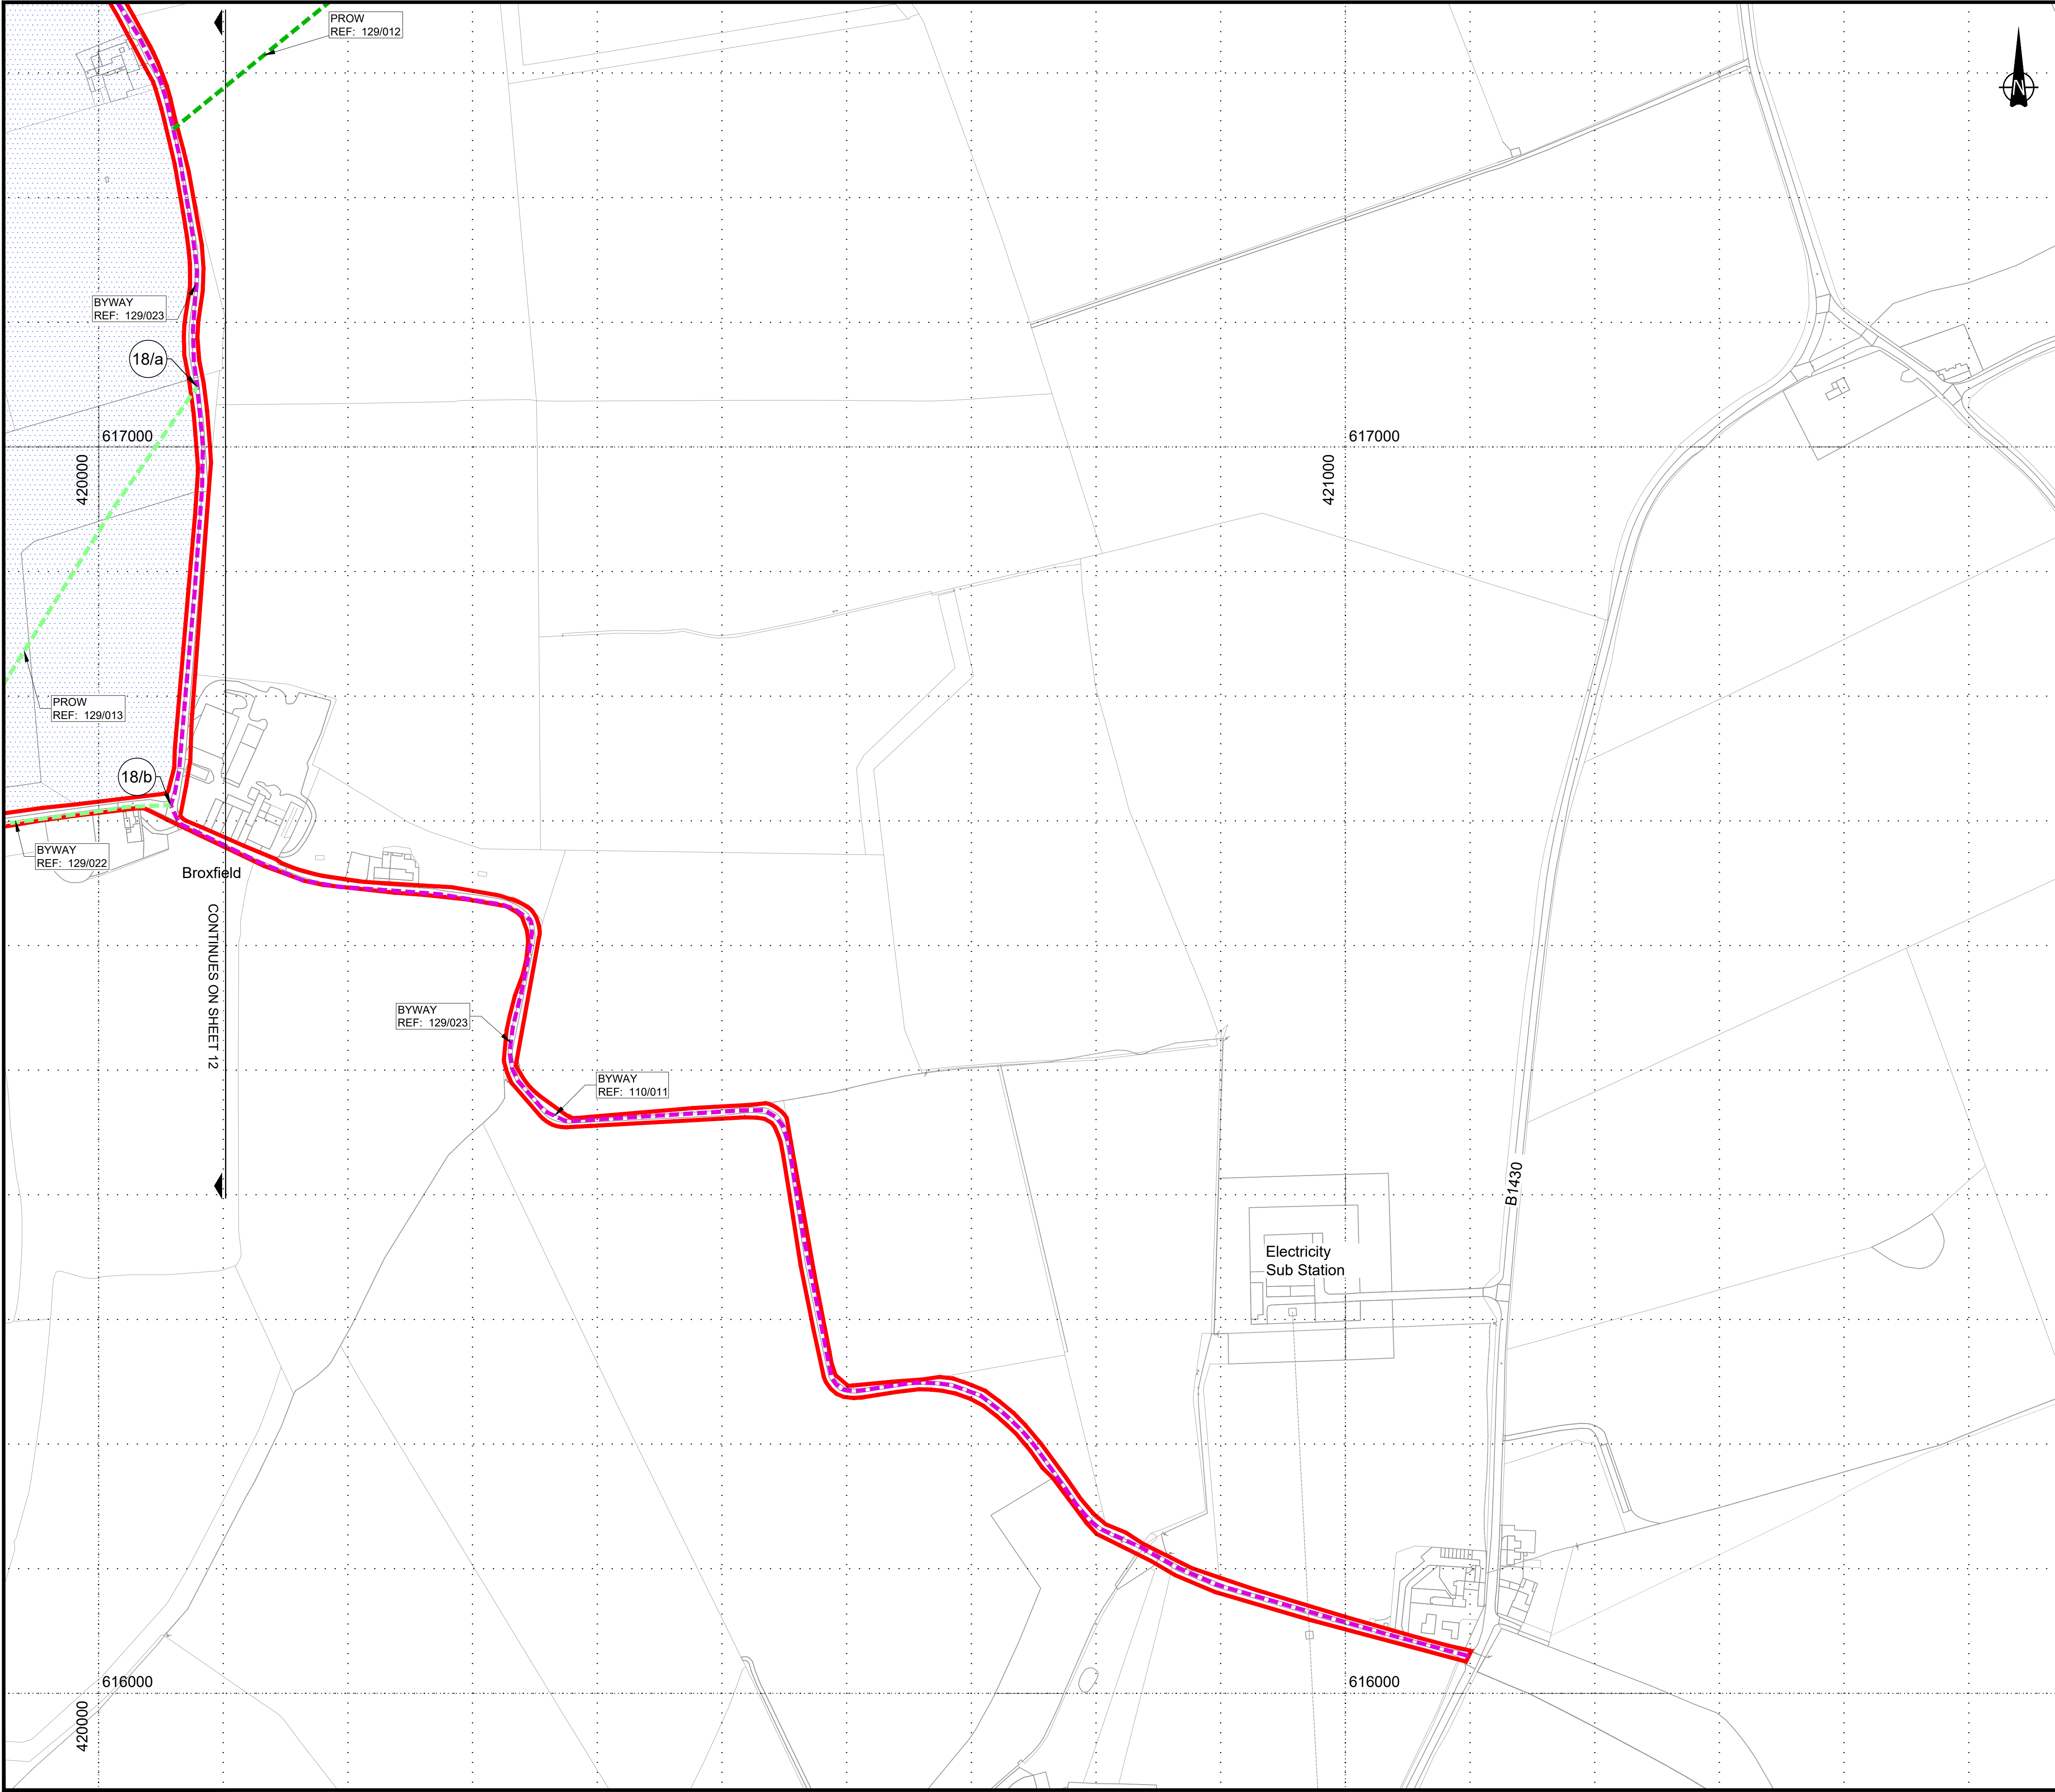 PROW
REF: 129/012
N
BYWAY
REF: 129/023
18/a
617000
617000
420000
421000
PROW
REF: 129/013
18/b
BYWAY
REF: 129/022
Broxfield
CONTINUES ON SHEET 12
BYWAY
REF: 129/023
BYWAY
REF: 110/011
B1430
Electricity
Sub Station
616000
616000
420000